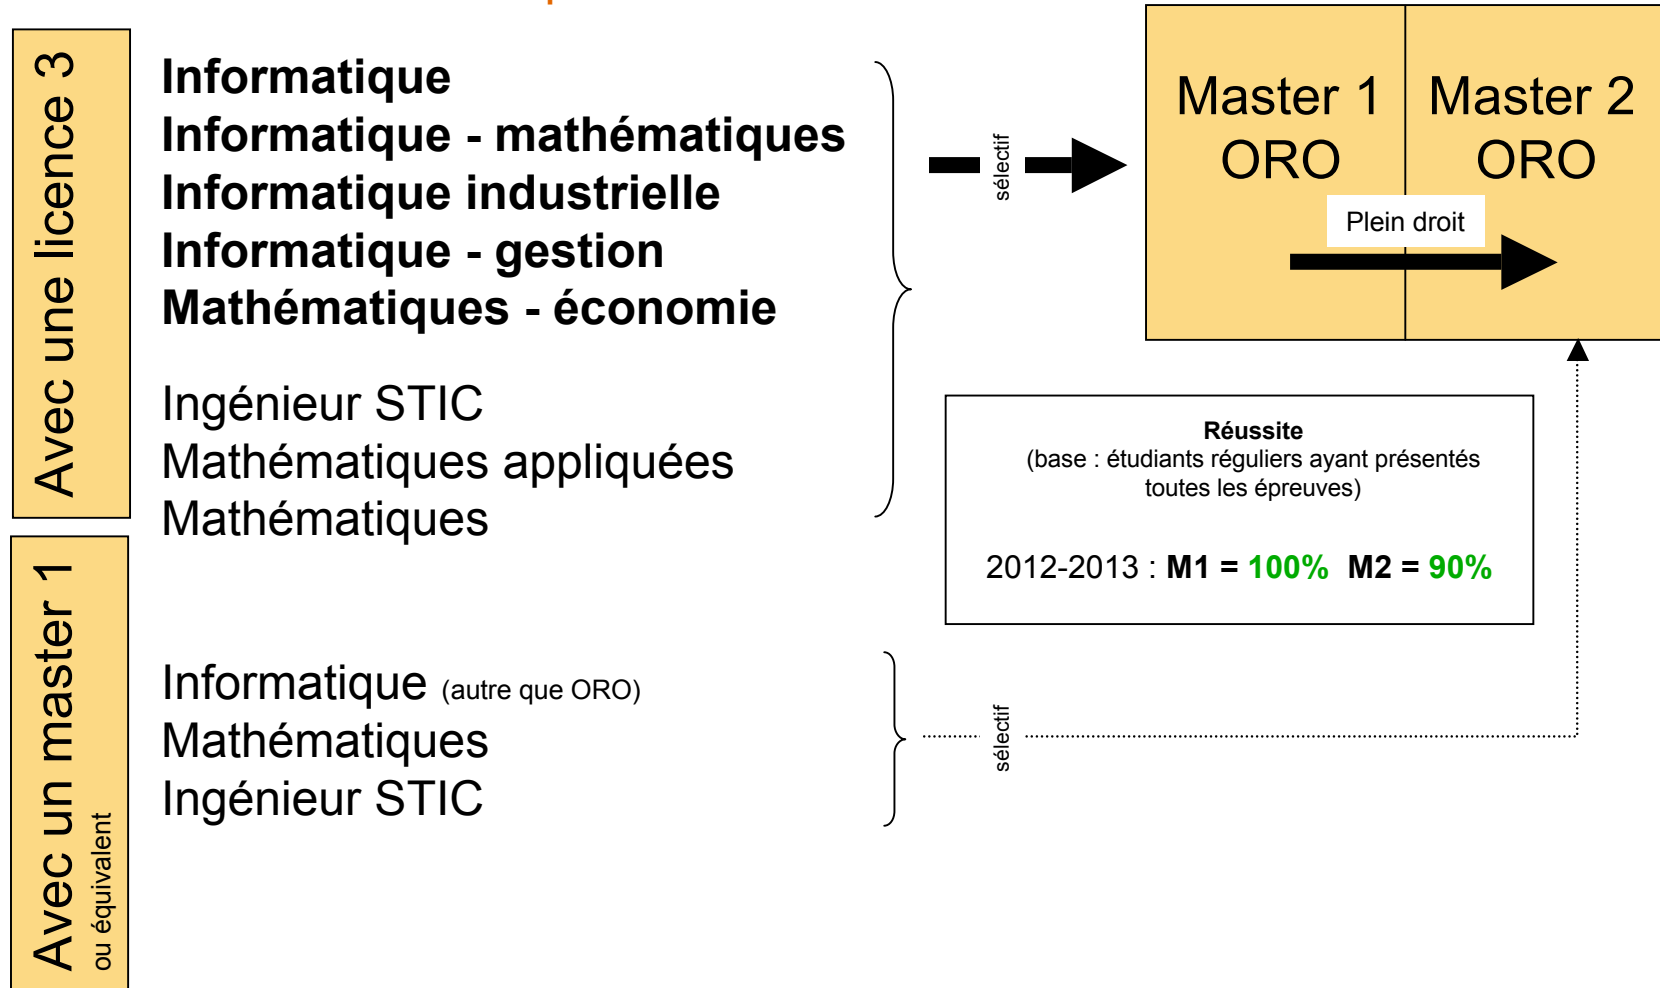 Avec une licence 3
Informatique
Informatique - mathématiques
Informatique industrielle
Informatique - gestion
Mathématiques - économie
Ingénieur STIC
Mathématiques appliquées
Mathématiques
sélectif
Master 1
ORO
Master 2
ORO
Plein droit
Réussite
(base : étudiants réguliers ayant présentés
toutes les épreuves)
2012-2013 : M1 = 100% M2 = 90%
Avec un master 1
ou équivalent
Informatique (autre que ORO)
Mathématiques
Ingénieur STIC
sélectif